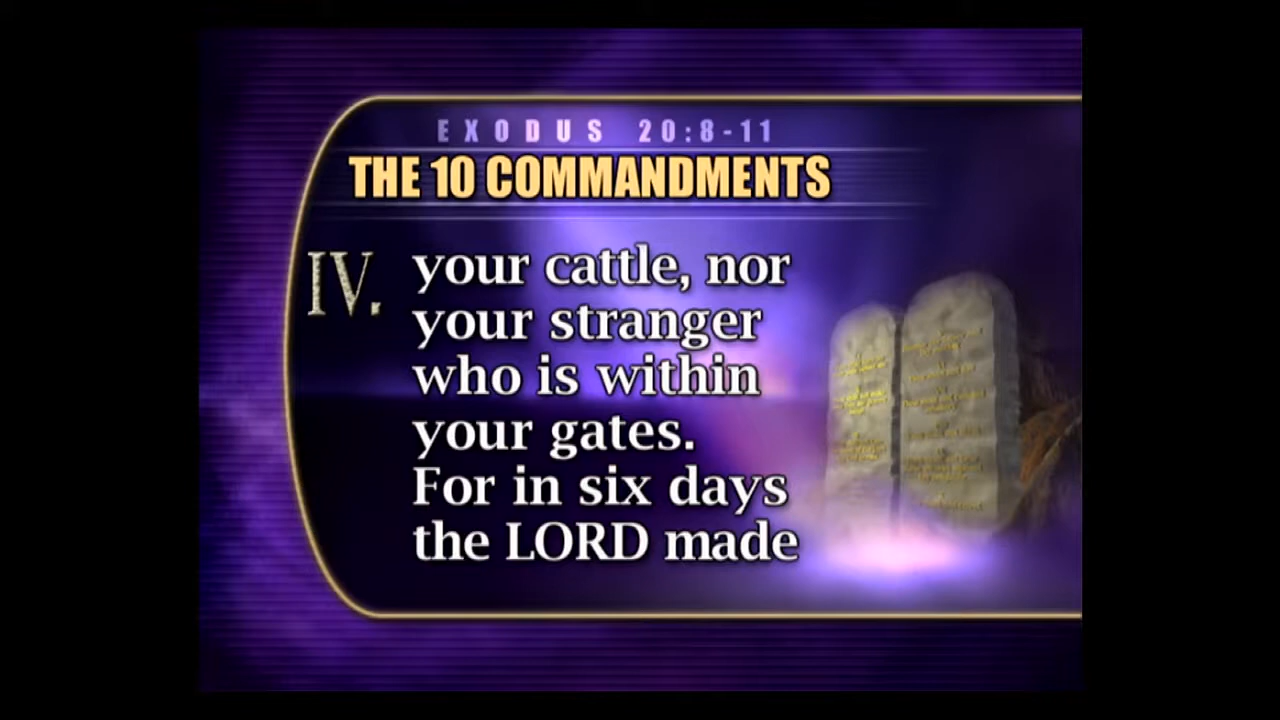 EXODUS 20:8-11
THE 10 COMMANDMENTS
IV. your cattle, nor
your stranger
who is within
your gates.
For in six days
the LORD made